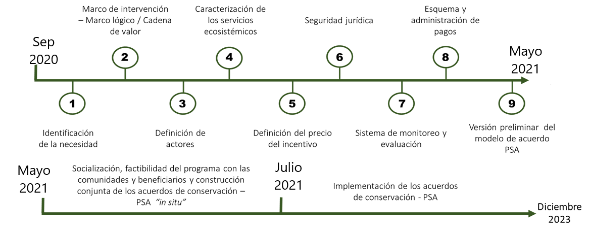 Marco de intervención
– Marco lógico / Cadena
de valor
Caracterización de
los servicios
ecosistémicos
Seguridad jurídica
Esquema y
administración de
pagos
Sep
2020
Mayo
2021
2
4
6
8
1
3
5
7
9
Identificación
de la necesidad
Definición de
actores
Definición del precio
del incentivo
Sistema de monitoreo y
evaluación
Versión preliminar del
modelo de acuerdo
PSA
Mayo
2021
Socialización, factibilidad del programa con las
comunidades y beneficiarios y construcción
conjunta de los acuerdos de conservación –
PSA "in situ"
Julio
2021
Implementación de los acuerdos
de conservación - PSA
Diciembre
2023